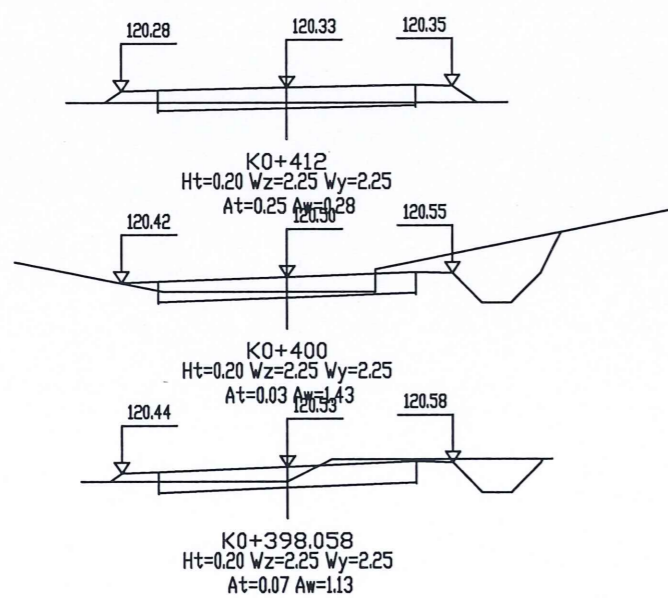 120.28 120.33 120.35
K0+412
Ht=0.20 Wz=2.25 Wy=2.25
At=0.25 Aw=0.28
120.42 120.50 120.55
K0+400
Ht=0.20 Wz=2.25 Wy=2.25
At=0.03 Aw=1.43
120.44 120.53 120.58
K0+398.058
Ht=0.20 Wz=2.25 Wy=2.25
At=0.07 Aw=1.13